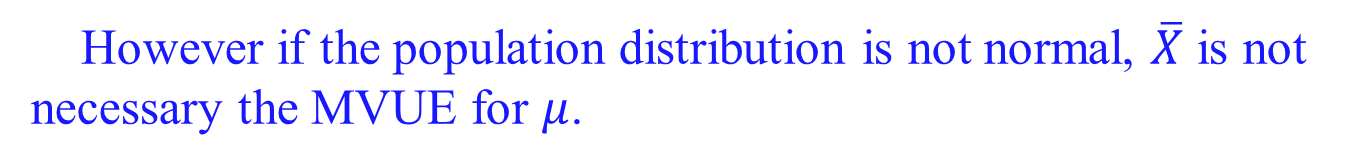 However if the population distribution is not normal, X̅ is not
necessary the MVUE for μ.